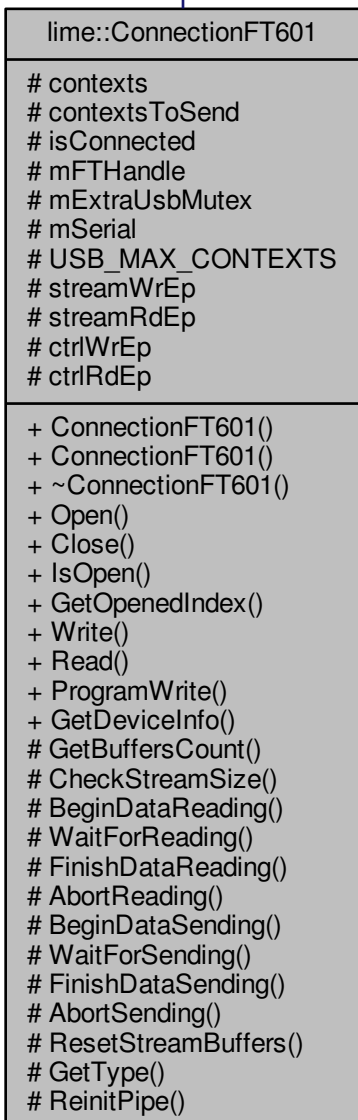 lime::ConnectionFT601
# contexts
# contextsToSend
# isConnected
# mFTHandle
# mExtraUsbMutex
# mSerial
# USB_MAX_CONTEXTS
# streamWrEp
# streamRdEp
# ctrlWrEp
# ctrlRdEp
+ ConnectionFT601()
+ ConnectionFT601()
+ ~ConnectionFT601()
+ Open()
+ Close()
+ IsOpen()
+ GetOpenedIndex()
+ Write()
+ Read()
+ ProgramWrite()
+ GetDeviceInfo()
# GetBuffersCount()
# CheckStreamSize()
# BeginDataReading()
# WaitForReading()
# FinishDataReading()
# AbortReading()
# BeginDataSending()
# WaitForSending()
# FinishDataSending()
# AbortSending()
# ResetStreamBuffers()
# GetType()
# ReinitPipe()